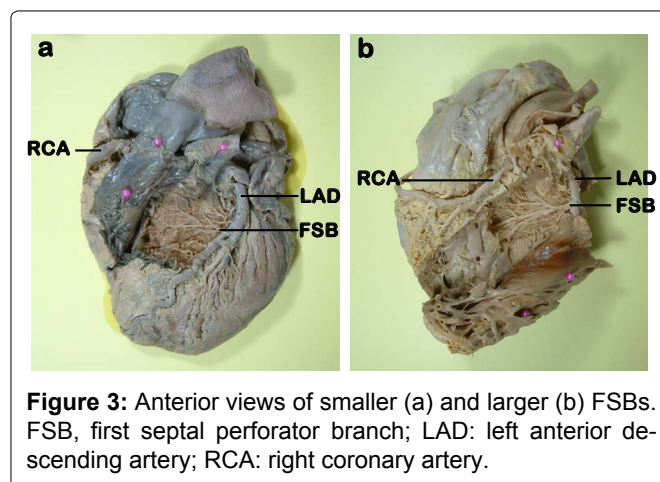 a
b
RCA
LAD
FSB
RCA
LAD
FSB
Figure 3: Anterior views of smaller (a) and larger (b) FSBs.
FSB, first septal perforator branch; LAD: left anterior de-
scending artery; RCA: right coronary artery.